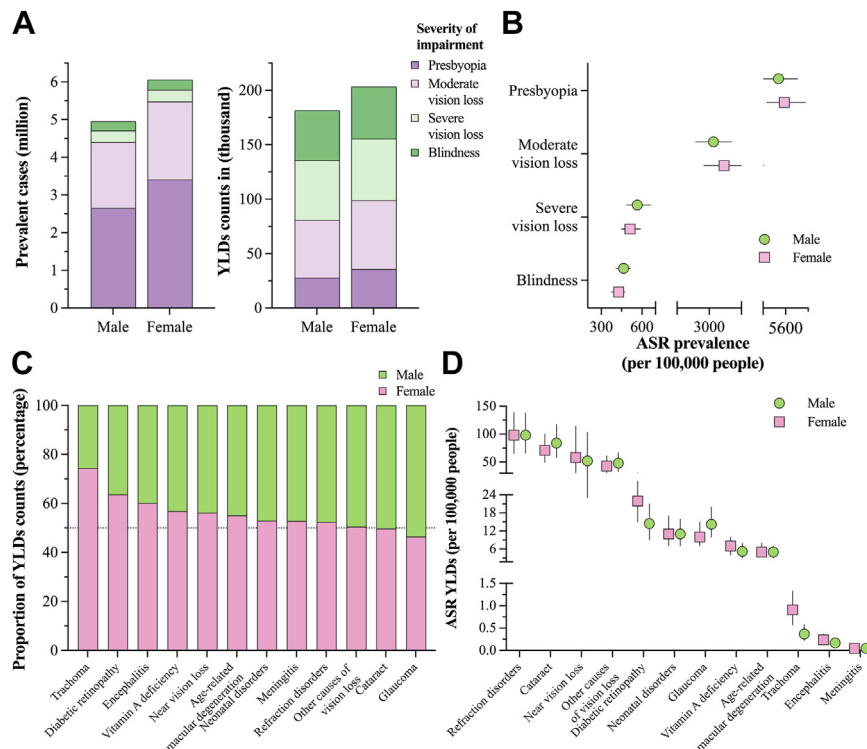 A
Prevalent cases (million)
6
5
4
3
2
1
0
Male
Female
YLDs counts in (thousand)
200
150
100
50
0
Male
Female
Severity of
impairment
Presbyopia
Moderate
vision loss
Severe
vision loss
Blindness
B
Presbyopia
Moderate
vision loss
Severe
vision loss
Blindness
Male
Female
300
600
3000
5600
ASR prevalence
(per 100,000 people)
C
Male
Female
Proportion of YLDs counts (percentage)
100
80
60
40
20
0
Trachoma
Diabetic retinopathy
Encephalitis
Vitamin A deficiency
Near vision loss
Age-related
macular degeneration
Neonatal disorders
Meningitis
Refraction disorders
Other causes of
vision loss
Cataract
Glaucoma
D
Male
Female
ASR YLDs (per 100,000 people)
150
100
50
24
18
12
6
1.5
1.0
0.5
0.0
Refraction disorders
Cataract
Near vision loss
Other causes
of vision loss
Diabetic retinopathy
Neonatal disorders
Glaucoma
Vitamin A deficiency
Age-related
macular degeneration
Trachoma
Encephalitis
Meningitis